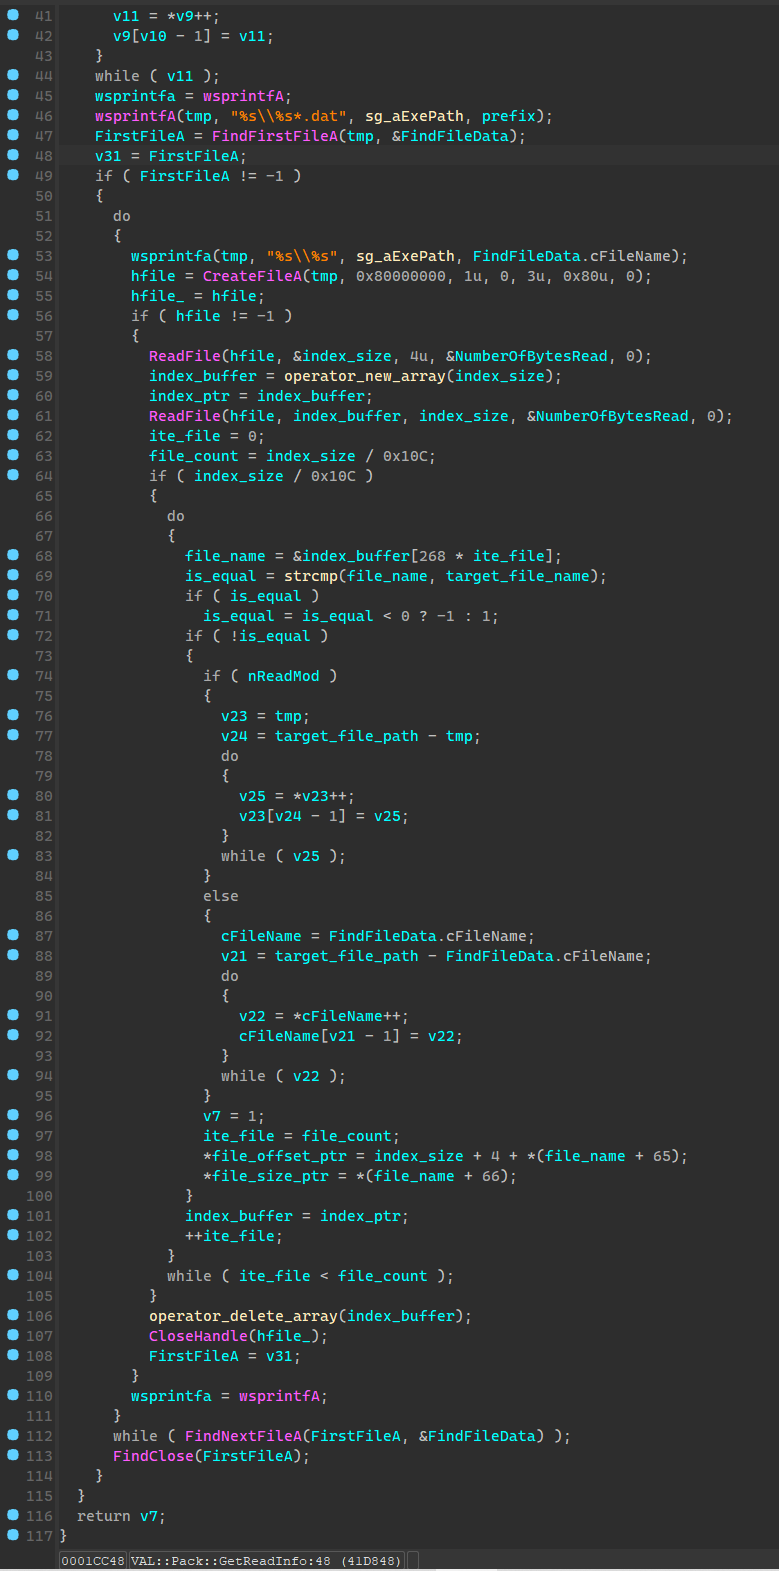 41 v11 = *v9++;
42 v9[v10 - 1] = v11;
43 }
44 while ( v11 );
45 wsprintfa = wsprintfA;
46 wsprintfA(tmp, "%s\\%s*.dat", sg_aExePath, prefix);
47 FirstFileA = FindFirstFileA(tmp, &FindFileData);
48 v31 = FirstFileA;
49 if ( FirstFileA != -1 )
50 {
51 do
52 {
53 wsprintfa(tmp, "%s\\%s", sg_aExePath, FindFileData.cFileName);
54 hfile = CreateFileA(tmp, 0x80000000, 1u, 0, 3u, 0x80u, 0);
55 hfile_ = hfile;
56 if ( hfile != -1 )
57 {
58 ReadFile(hfile, &index_size, 4u, &NumberOfBytesRead, 0);
59 index_buffer = operator_new_array(index_size);
60 index_ptr = index_buffer;
61 ReadFile(hfile, index_buffer, index_size, &NumberOfBytesRead, 0);
62 ite_file = 0;
63 file_count = index_size / 0x10C;
64 if ( index_size / 0x10C )
65 {
66 do
67 {
68 file_name = &index_buffer[268 * ite_file];
69 is_equal = strcmp(file_name, target_file_name);
70 if ( is_equal )
71 is_equal = is_equal < 0 ? -1 : 1;
72 if ( !is_equal )
73 {
74 if ( nReadMod )
75 {
76 v23 = tmp;
77 v24 = target_file_path - tmp;
78 do
79 {
80 v25 = *v23++;
81 v23[v24 - 1] = v25;
82 }
83 while ( v25 );
84 }
85 else
86 {
87 cFileName = FindFileData.cFileName;
88 v21 = target_file_path - FindFileData.cFileName;
89 do
90 {
91 v22 = *cFileName++;
92 cFileName[v21 - 1] = v22;
93 }
94 while ( v22 );
95 }
96 v7 = 1;
97 ite_file = file_count;
98 *file_offset_ptr = index_size + 4 + *(file_name + 65);
99 *file_size_ptr = *(file_name + 66);
100 }
101 index_buffer = index_ptr;
102 ++ite_file;
103 }
104 while ( ite_file < file_count );
105 }
106 operator_delete_array(index_buffer);
107 CloseHandle(hfile_);
108 FirstFileA = v31;
109 }
110 wsprintfa = wsprintfA;
111 }
112 while ( FindNextFileA(FirstFileA, &FindFileData) );
113 FindClose(FirstFileA);
114 }
115 }
116 return v7;
117 }
0001CC48 VAL::Pack::GetReadInfo:48 (41D848)